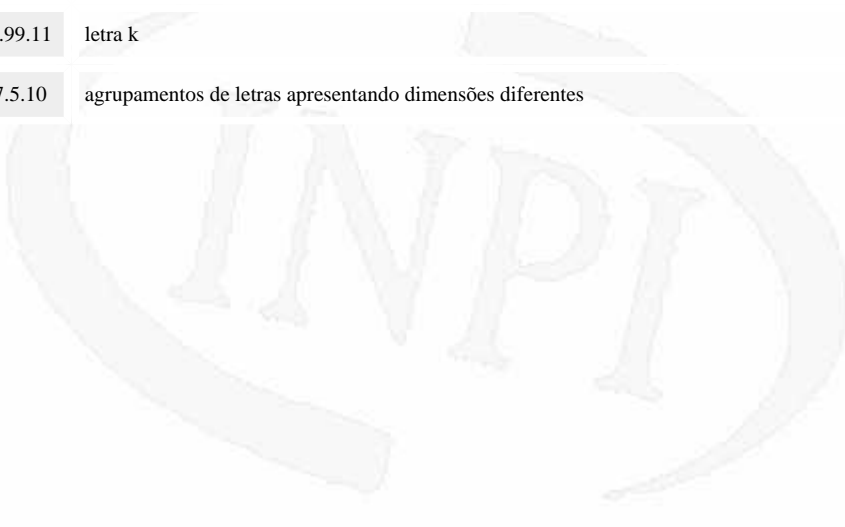 .99.11 letra k
7.5.10 agrupamentos de letras apresentando dimensões diferentes
INPI